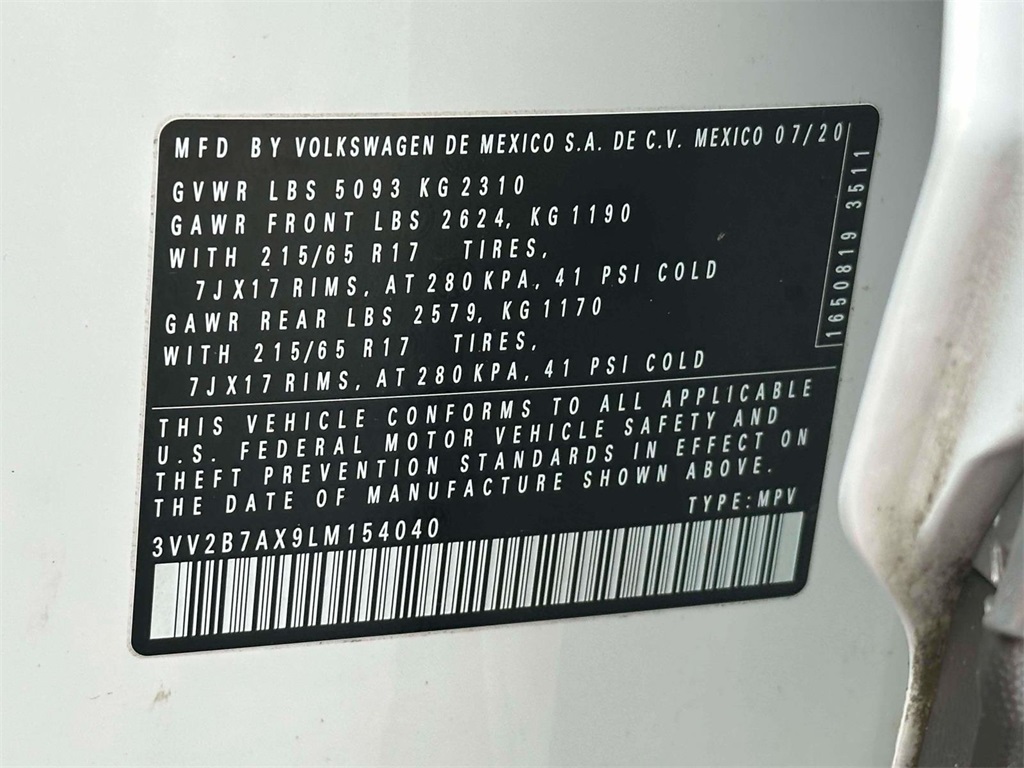 MFD BY VOLKSWAGEN DE MEXICO S.A. DE C.V. MEXICO 07/20
GVWR LBS 5093 KG 2310
GAWR FRONT LBS 2624, KG 1190
WITH 215/65 R17 TIRES,
7J X 17 RIMS, AT 280 KPA, 41 PSI COLD
GAWR REAR LBS 2579, KG 1170
WITH 215/65 R17 TIRES,
7J X 17 RIMS, AT 280 KPA, 41 PSI COLD
1650819 3511
THIS VEHICLE CONFORMS TO ALL APPLICABLE
U.S. FEDERAL MOTOR VEHICLE SAFETY AND
THEFT PREVENTION STANDARDS IN EFFECT ON
THE DATE OF MANUFACTURE SHOWN ABOVE.
TYPE: MPV
3VV2B7AX9LM154040